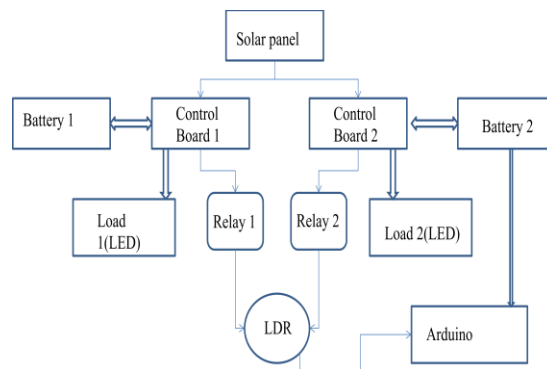 Solar panel
Battery 1
Control
Board 1
Control
Board 2
Battery 2
Load
1(LED)
Relay 1
Relay 2
Load 2(LED)
LDR
Arduino